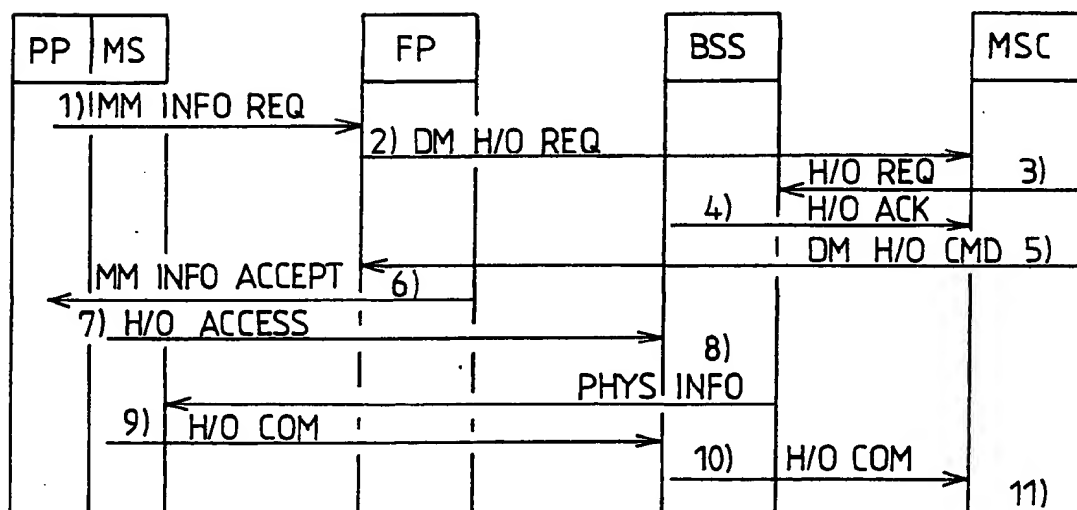 PP MS FP BSS MSC
1) MM INFO REQ
2) DM H/O REQ
H/O REQ 3)
4) H/O ACK
DM H/O CMD 5)
MM INFO ACCEPT 6)
7) H/O ACCESS
8)
PHYS INFO
9) H/O COM
10) H/O COM
11)